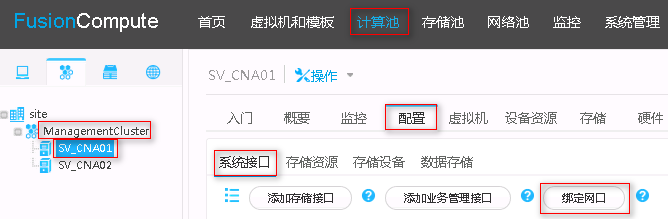 FusionCompute 首页 虚拟机和模板 计算池 存储池 网络池 监控 系统管理
SV_CNA01 操作
site
入门 概要 监控 配置 虚拟机 设备资源 存储 硬件
ManagementCluster
SV_CNA01
SV_CNA02
系统接口 存储资源 存储设备 数据存储
添加存储接口 ? 添加业务管理接口 ? 绑定网口 ?